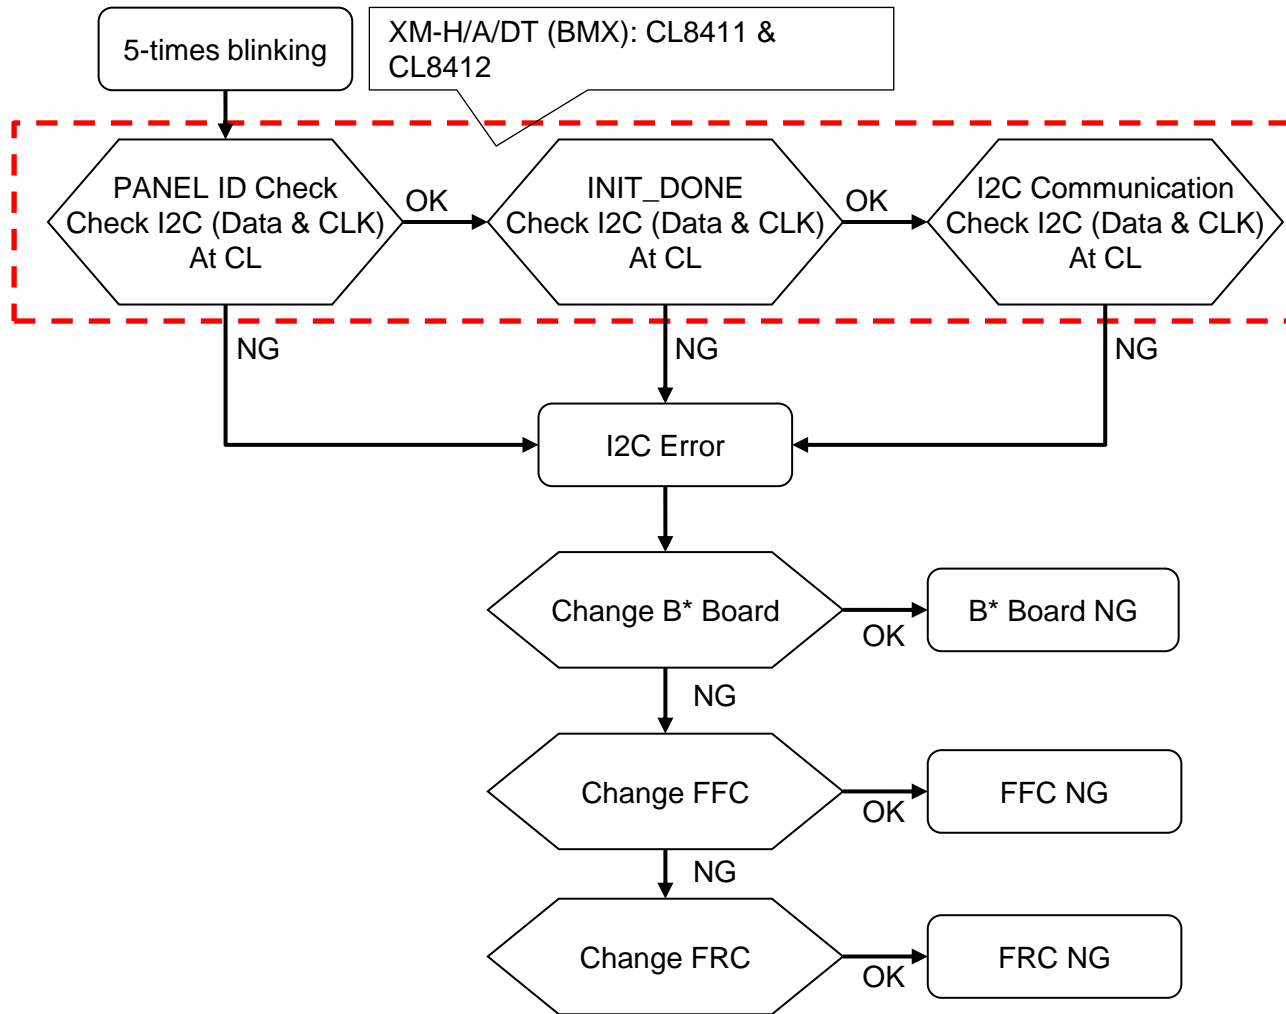 5-times blinking
XM-H/A/DT (BMX): CL8411 &
CL8412
PANEL ID Check
Check I2C (Data & CLK)
At CL
OK
INIT_DONE
Check I2C (Data & CLK)
At CL
OK
I2C Communication
Check I2C (Data & CLK)
At CL
NG
NG
NG
I2C Error
Change B* Board
OK
B* Board NG
NG
Change FFC
OK
FFC NG
NG
Change FRC
OK
FRC NG